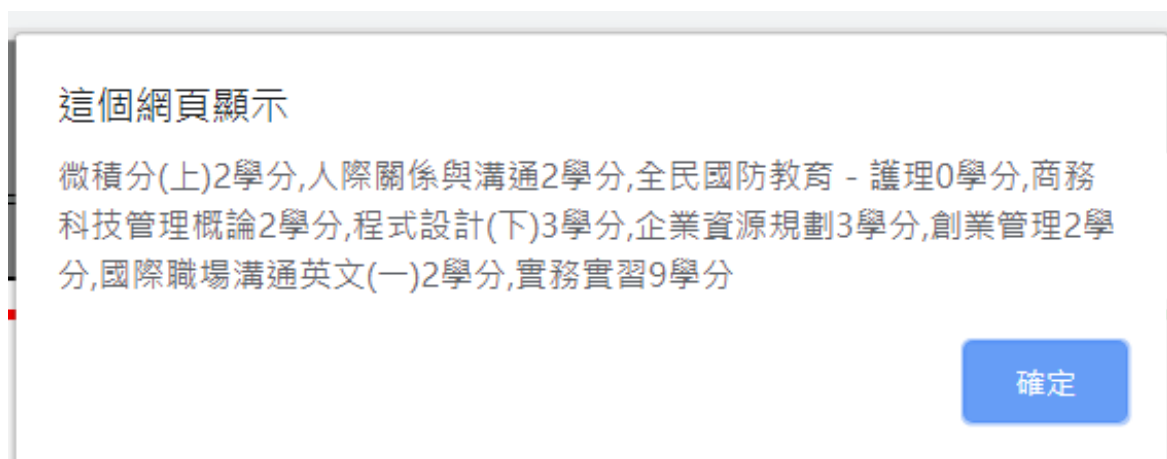 這個網頁顯示
微積分(上)2學分,人際關係與溝通2學分,全民國防教育 - 護理0學分,商務
科技管理概論2學分,程式設計(下)3學分,企業資源規劃3學分,創業管理2學
分,國際職場溝通英文(一)2學分,實務實習9學分
確定